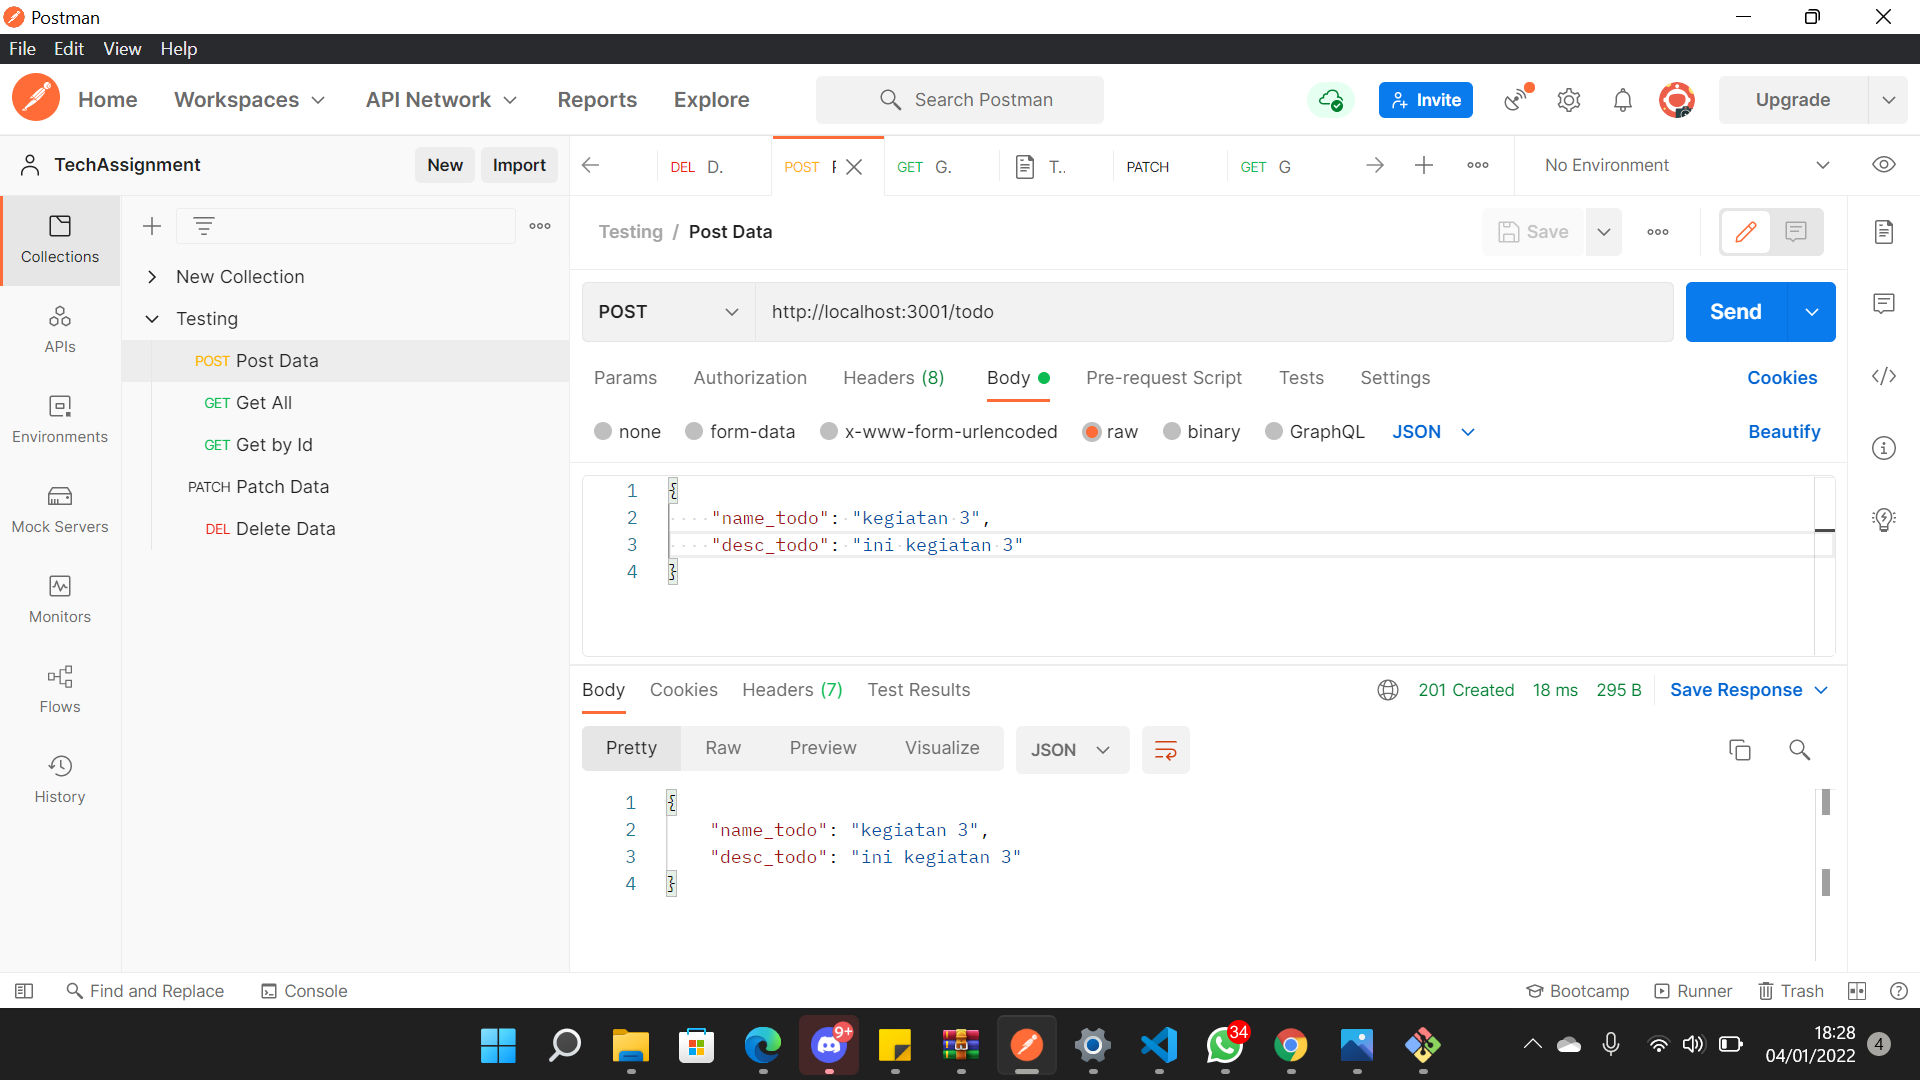 Postman
File Edit View Help
Home Workspaces API Network Reports Explore Search Postman Invite Upgrade
TechAssignment New Import DEL D. POST GET G. T.. PATCH GET G No Environment
Collections
APIs
Environments
Mock Servers
Monitors
Flows
History
New Collection
Testing
POST Post Data
GET Get All
GET Get by Id
PATCH Patch Data
DEL Delete Data
Testing / Post Data Save
POST http://localhost:3001/todo Send
Params Authorization Headers (8) Body Pre-request Script Tests Settings Cookies
none form-data x-www-form-urlencoded raw binary GraphQL JSON Beautify
1 {
2 "name_todo": "kegiatan 3",
3 "desc_todo": "ini kegiatan 3"
4 }
Body Cookies Headers (7) Test Results 201 Created 18 ms 295 B Save Response
Pretty Raw Preview Visualize JSON
1 {
2 "name_todo": "kegiatan 3",
3 "desc_todo": "ini kegiatan 3"
4 }
Find and Replace Console Bootcamp Runner Trash
9+ 34 18:28 4
04/01/2022